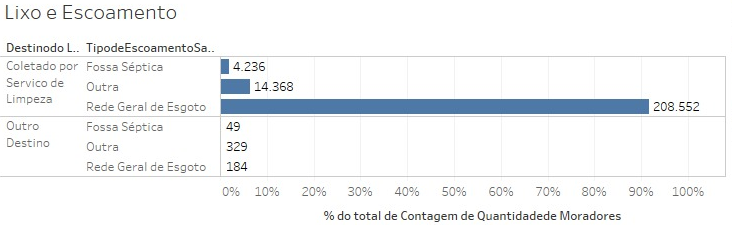 Lixo e Escoamento
Destinodo L.. TipodeEscoamentoSa..
Coletado por Servico de Limpeza
Fossa Séptica 4.236
Outra 14.368
Rede Geral de Esgoto 208.552
Outro Destino
Fossa Séptica 49
Outra 329
Rede Geral de Esgoto 184
0% 10% 20% 30% 40% 50% 60% 70% 80% 90% 100%
% do total de Contagem de Quantidadede Moradores